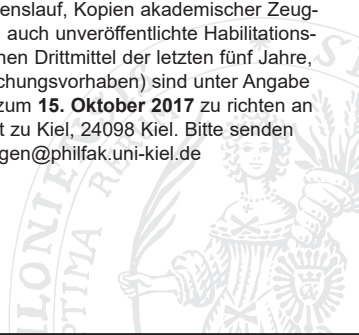 enslauf, Kopien akademischer Zeug-
auch unveröffentlichte Habilitations-
en Drittmittel der letzten fünf Jahre,
chungsvorhaben) sind unter Angabe
zum 15. Oktober 2017 zu richten an
t zu Kiel, 24098 Kiel. Bitte senden
gen@philfak.uni-kiel.de